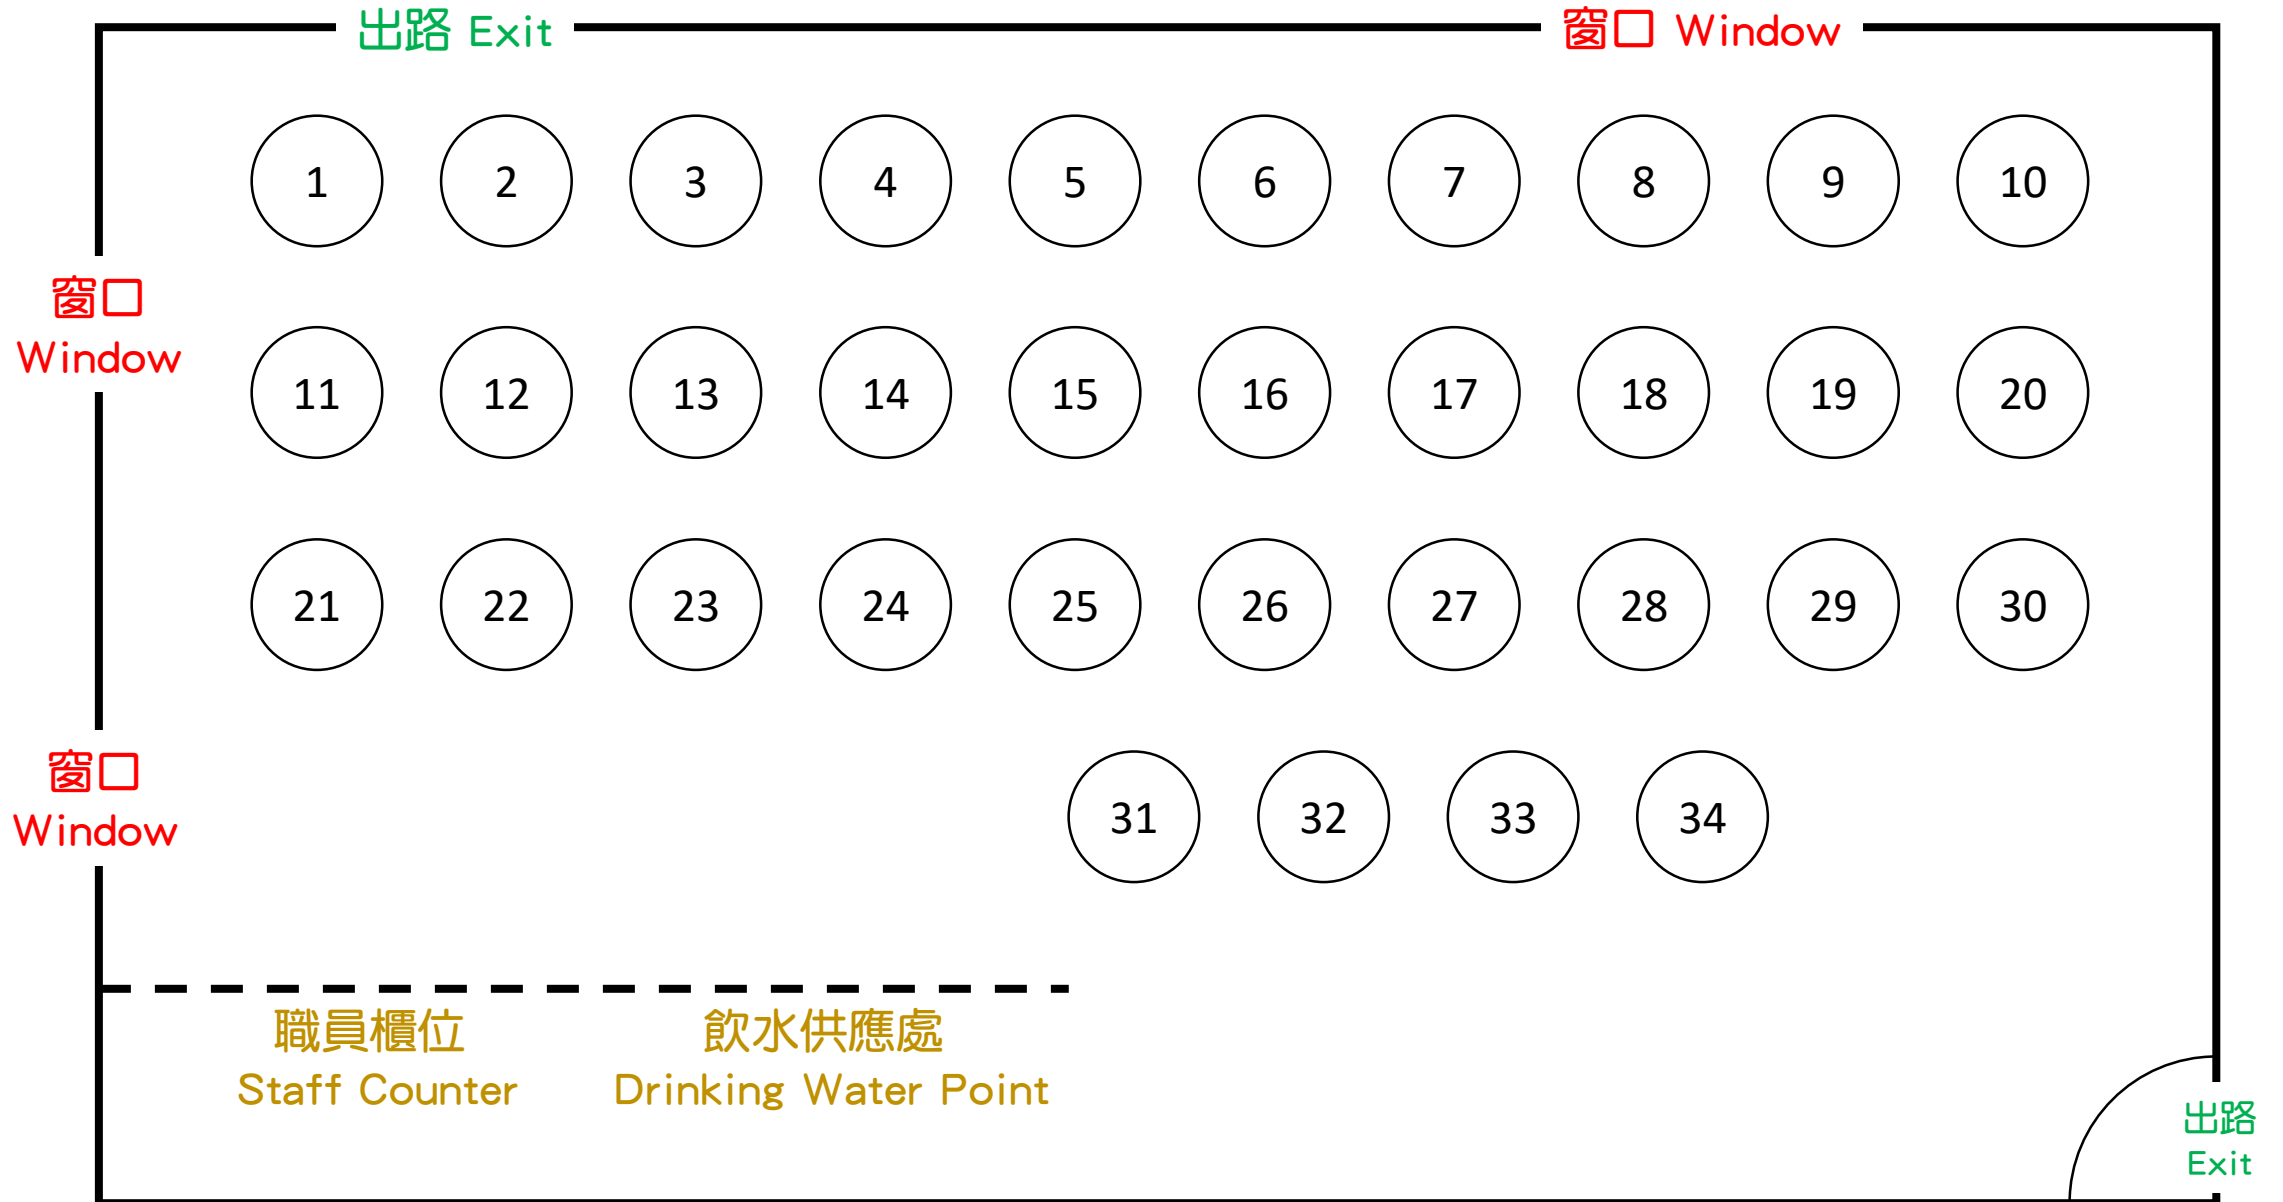 出路 Exit
窗口 Window
1 2 3 4 5 6 7 8 9 10
窗口
Window
11 12 13 14 15 16 17 18 19 20
21 22 23 24 25 26 27 28 29 30
窗口
Window
31 32 33 34
職員櫃位
Staff Counter
飲水供應處
Drinking Water Point
出路
Exit